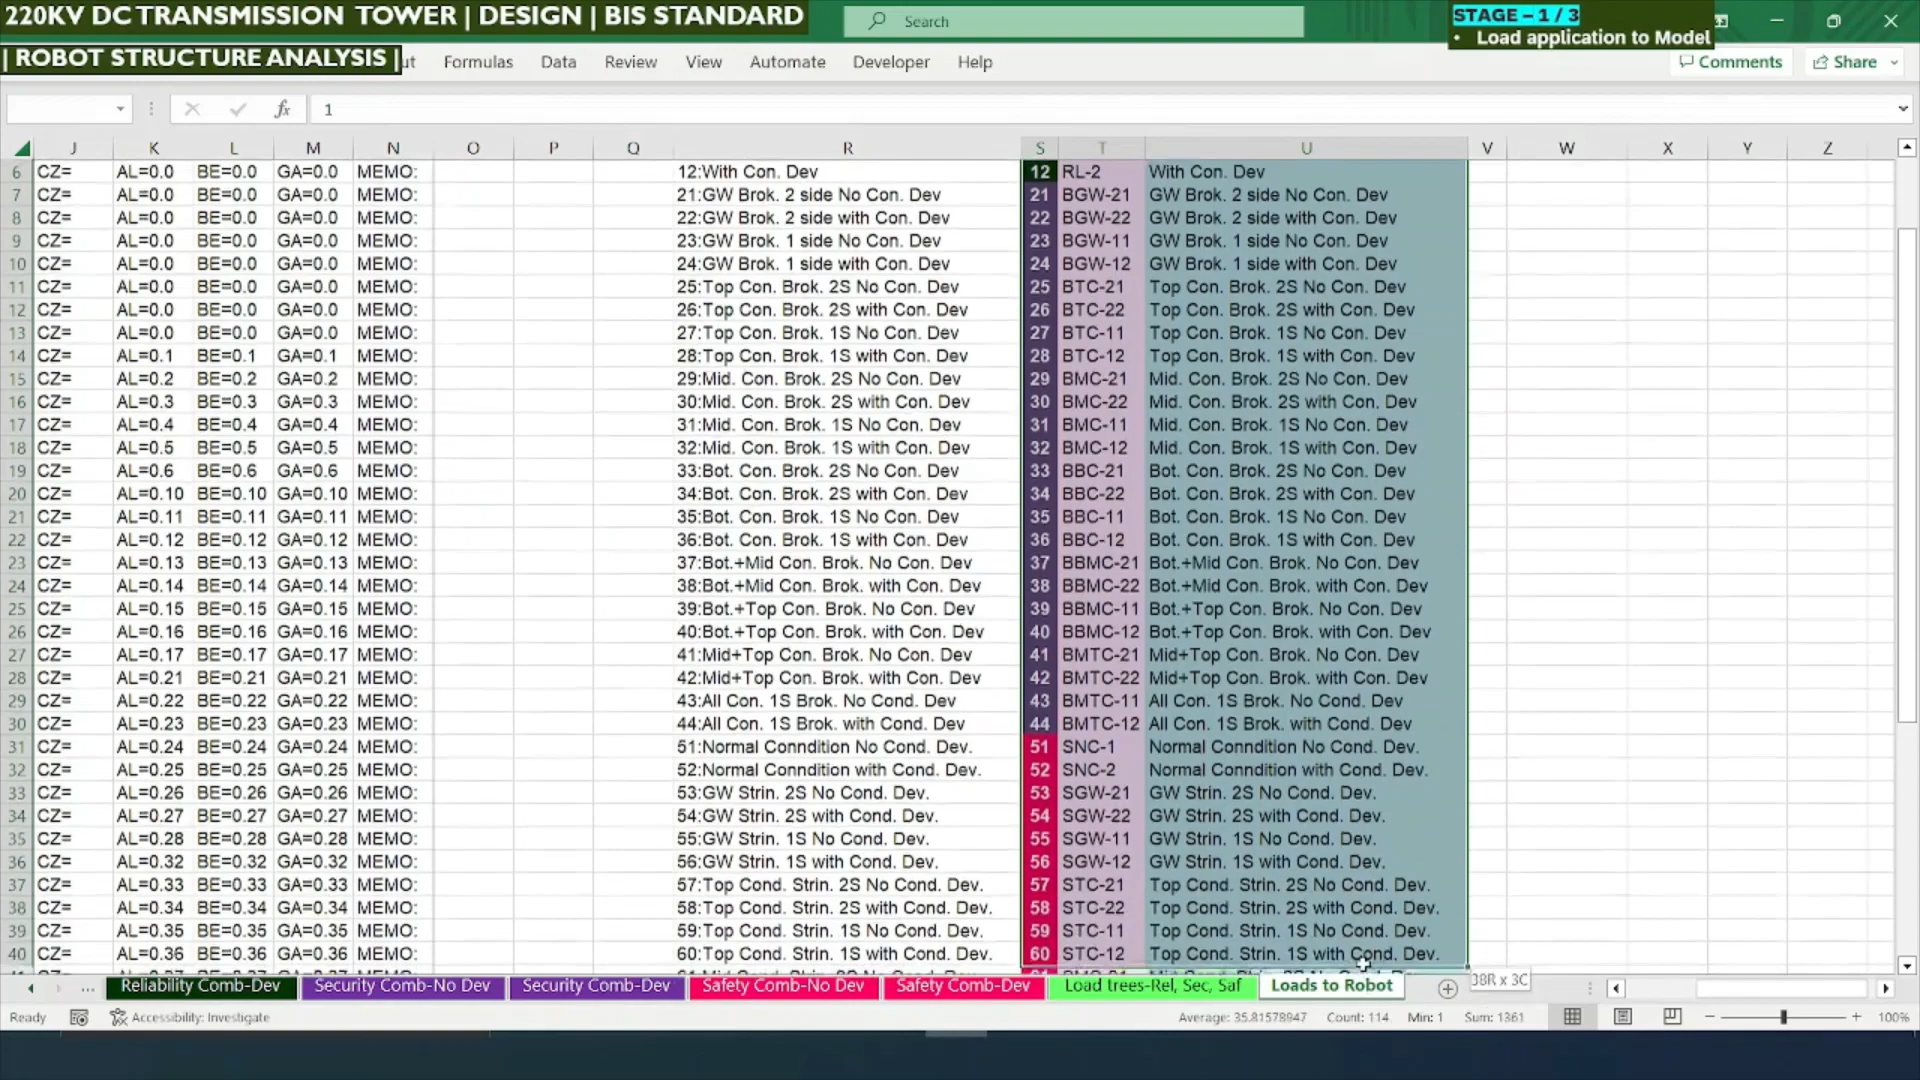 220KV DC TRANSMISSION TOWER | DESIGN | BIS STANDARD
| ROBOT STRUCTURE ANALYSIS |
Search
STAGE – 1 / 3
• Load application to Model
Formulas Data Review View Automate Developer Help
Comments Share
fx 1
J K L M N O P Q R S T U V W X Y Z
6 CZ= AL=0.0 BE=0.0 GA=0.0 MEMO: 12:With Con. Dev 12 RL-2 With Con. Dev
7 CZ= AL=0.0 BE=0.0 GA=0.0 MEMO: 21:GW Brok. 2 side No Con. Dev 21 BGW-21 GW Brok. 2 side No Con. Dev
8 CZ= AL=0.0 BE=0.0 GA=0.0 MEMO: 22:GW Brok. 2 side with Con. Dev 22 BGW-22 GW Brok. 2 side with Con. Dev
9 CZ= AL=0.0 BE=0.0 GA=0.0 MEMO: 23:GW Brok. 1 side No Con. Dev 23 BGW-11 GW Brok. 1 side No Con. Dev
10 CZ= AL=0.0 BE=0.0 GA=0.0 MEMO: 24:GW Brok. 1 side with Con. Dev 24 BGW-12 GW Brok. 1 side with Con. Dev
11 CZ= AL=0.0 BE=0.0 GA=0.0 MEMO: 25:Top Con. Brok. 2S No Con. Dev 25 BTC-21 Top Con. Brok. 2S No Con. Dev
12 CZ= AL=0.0 BE=0.0 GA=0.0 MEMO: 26:Top Con. Brok. 2S with Con. Dev 26 BTC-22 Top Con. Brok. 2S with Con. Dev
13 CZ= AL=0.0 BE=0.0 GA=0.0 MEMO: 27:Top Con. Brok. 1S No Con. Dev 27 BTC-11 Top Con. Brok. 1S No Con. Dev
14 CZ= AL=0.1 BE=0.1 GA=0.1 MEMO: 28:Top Con. Brok. 1S with Con. Dev 28 BTC-12 Top Con. Brok. 1S with Con. Dev
15 CZ= AL=0.2 BE=0.2 GA=0.2 MEMO: 29:Mid. Con. Brok. 2S No Con. Dev 29 BMC-21 Mid. Con. Brok. 2S No Con. Dev
16 CZ= AL=0.3 BE=0.3 GA=0.3 MEMO: 30:Mid. Con. Brok. 2S with Con. Dev 30 BMC-22 Mid. Con. Brok. 2S with Con. Dev
17 CZ= AL=0.4 BE=0.4 GA=0.4 MEMO: 31:Mid. Con. Brok. 1S No Con. Dev 31 BMC-11 Mid. Con. Brok. 1S No Con. Dev
18 CZ= AL=0.5 BE=0.5 GA=0.5 MEMO: 32:Mid. Con. Brok. 1S with Con. Dev 32 BMC-12 Mid. Con. Brok. 1S with Con. Dev
19 CZ= AL=0.6 BE=0.6 GA=0.6 MEMO: 33:Bot. Con. Brok. 2S No Con. Dev 33 BBC-21 Bot. Con. Brok. 2S No Con. Dev
20 CZ= AL=0.10 BE=0.10 GA=0.10 MEMO: 34:Bot. Con. Brok. 2S with Con. Dev 34 BBC-22 Bot. Con. Brok. 2S with Con. Dev
21 CZ= AL=0.11 BE=0.11 GA=0.11 MEMO: 35:Bot. Con. Brok. 1S No Con. Dev 35 BBC-11 Bot. Con. Brok. 1S No Con. Dev
22 CZ= AL=0.12 BE=0.12 GA=0.12 MEMO: 36:Bot. Con. Brok. 1S with Con. Dev 36 BBC-12 Bot. Con. Brok. 1S with Con. Dev
23 CZ= AL=0.13 BE=0.13 GA=0.13 MEMO: 37:Bot.+Mid Con. Brok. No Con. Dev 37 BBMC-21 Bot.+Mid Con. Brok. No Con. Dev
24 CZ= AL=0.14 BE=0.14 GA=0.14 MEMO: 38:Bot.+Mid Con. Brok. with Con. Dev 38 BBMC-22 Bot.+Mid Con. Brok. with Con. Dev
25 CZ= AL=0.15 BE=0.15 GA=0.15 MEMO: 39:Bot.+Top Con. Brok. No Con. Dev 39 BBMC-11 Bot.+Top Con. Brok. No Con. Dev
26 CZ= AL=0.16 BE=0.16 GA=0.16 MEMO: 40:Bot.+Top Con. Brok. with Con. Dev 40 BBMC-12 Bot.+Top Con. Brok. with Con. Dev
27 CZ= AL=0.17 BE=0.17 GA=0.17 MEMO: 41:Mid+Top Con. Brok. No Con. Dev 41 BMTC-21 Mid+Top Con. Brok. No Con. Dev
28 CZ= AL=0.21 BE=0.21 GA=0.21 MEMO: 42:Mid+Top Con. Brok. with Con. Dev 42 BMTC-22 Mid+Top Con. Brok. with Con. Dev
29 CZ= AL=0.22 BE=0.22 GA=0.22 MEMO: 43:All Con. 1S Brok. No Cond. Dev 43 BMTC-11 All Con. 1S Brok. No Cond. Dev
30 CZ= AL=0.23 BE=0.23 GA=0.23 MEMO: 44:All Con. 1S Brok. with Cond. Dev 44 BMTC-12 All Con. 1S Brok. with Cond. Dev
31 CZ= AL=0.24 BE=0.24 GA=0.24 MEMO: 51:Normal Conndition No Cond. Dev. 51 SNC-1 Normal Conndition No Cond. Dev.
32 CZ= AL=0.25 BE=0.25 GA=0.25 MEMO: 52:Normal Conndition with Cond. Dev. 52 SNC-2 Normal Conndition with Cond. Dev.
33 CZ= AL=0.26 BE=0.26 GA=0.26 MEMO: 53:GW Strin. 2S No Cond. Dev. 53 SGW-21 GW Strin. 2S No Cond. Dev.
34 CZ= AL=0.27 BE=0.27 GA=0.27 MEMO: 54:GW Strin. 2S with Cond. Dev. 54 SGW-22 GW Strin. 2S with Cond. Dev.
35 CZ= AL=0.28 BE=0.28 GA=0.28 MEMO: 55:GW Strin. 1S No Cond. Dev. 55 SGW-11 GW Strin. 1S No Cond. Dev.
36 CZ= AL=0.32 BE=0.32 GA=0.32 MEMO: 56:GW Strin. 1S with Cond. Dev. 56 SGW-12 GW Strin. 1S with Cond. Dev.
37 CZ= AL=0.33 BE=0.33 GA=0.33 MEMO: 57:Top Cond. Strin. 2S No Cond. Dev. 57 STC-21 Top Cond. Strin. 2S No Cond. Dev.
38 CZ= AL=0.34 BE=0.34 GA=0.34 MEMO: 58:Top Cond. Strin. 2S with Cond. Dev. 58 STC-22 Top Cond. Strin. 2S with Cond. Dev.
39 CZ= AL=0.35 BE=0.35 GA=0.35 MEMO: 59:Top Cond. Strin. 1S No Cond. Dev. 59 STC-11 Top Cond. Strin. 1S No Cond. Dev.
40 CZ= AL=0.36 BE=0.36 GA=0.36 MEMO: 60:Top Cond. Strin. 1S with Cond. Dev. 60 STC-12 Top Cond. Strin. 1S with Cond. Dev.
... Reliability Comb-Dev Security Comb-No Dev Security Comb-Dev Safety Comb-No Dev Safety Comb-Dev Load trees-Rel, Sec, Saf Loads to Robot 38R x 3C
Ready Accessibility: Investigate Average: 35.81578947 Count: 114 Min: 1 Sum: 1361 100%